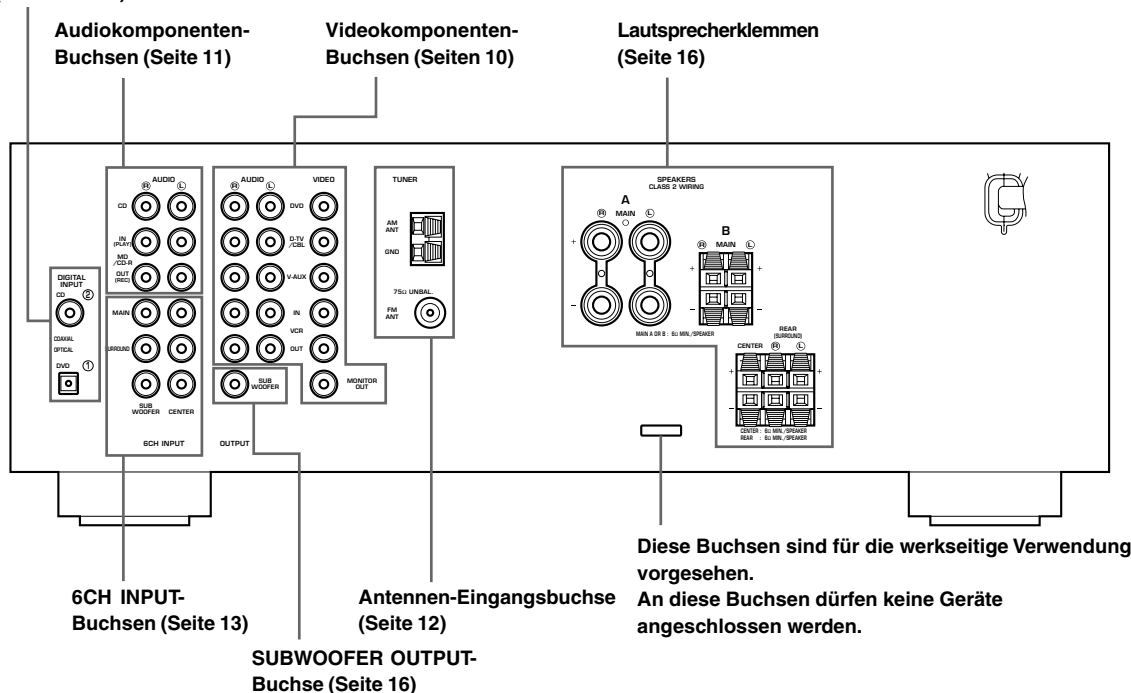 Audiokomponenten-
Buchsen (Seite 11)
Videokomponenten-
Buchsen (Seiten 10)
Lautsprecherklemmen
(Seite 16)
AUDIO
R L
CD
IN
(PLAY)
MD
/CD-R
OUT
(REC)
DIGITAL
INPUT
CD 2
COAXIAL
OPTICAL
DVD 1
MAIN
SURROUND
SUB
WOOFER
CENTER
6CH INPUT
AUDIO
R L
VIDEO
DVD
D-TV
/CBL
V-AUX
IN
VCR
OUT
SUB
WOOFER
MONITOR
OUT
OUTPUT
TUNER
AM
ANT
GND
75Ω UNBAL.
FM
ANT
SPEAKERS
CLASS 2 WIRING
A
R MAIN L
+
–
B
R MAIN L
+ +
– –
MAIN A OR B : 6Ω MIN./SPEAKER
REAR
(SURROUND)
CENTER R L
+ +
– –
CENTER : 6Ω MIN./SPEAKER
REAR : 6Ω MIN./SPEAKER
6CH INPUT-
Buchsen (Seite 13)
SUBWOOFER OUTPUT-
Buchse (Seite 16)
Antennen-Eingangsbuchse
(Seite 12)
Diese Buchsen sind für die werkseitige Verwendung
vorgesehen.
An diese Buchsen dürfen keine Geräte
angeschlossen werden.